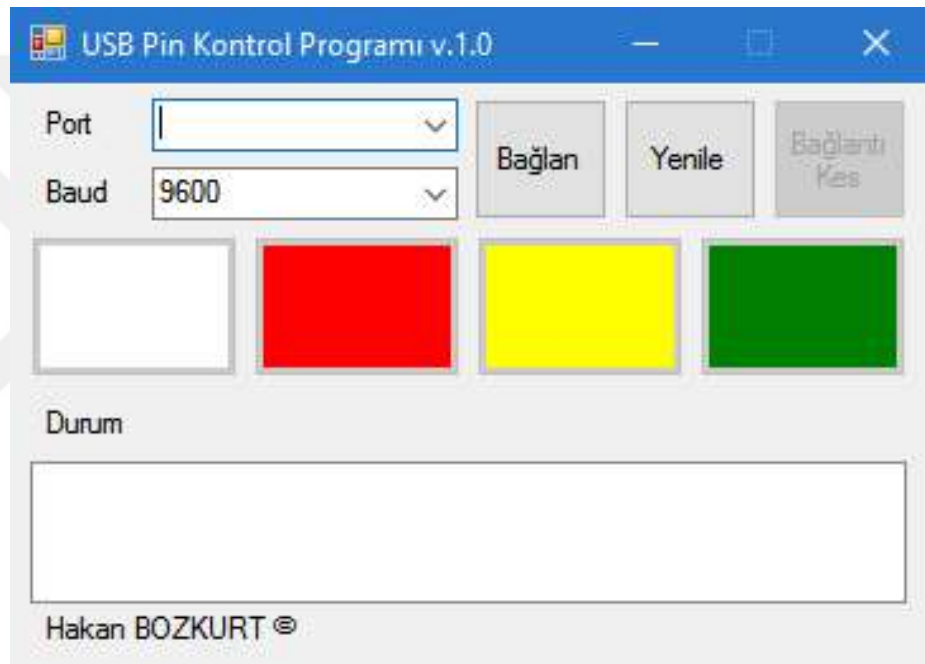 USB Pin Kontrol Programı v.1.0
Port
Bağlan
Yenile
Bağlantı
Kes
Baud
9600
Durum
Hakan BOZKURT ©